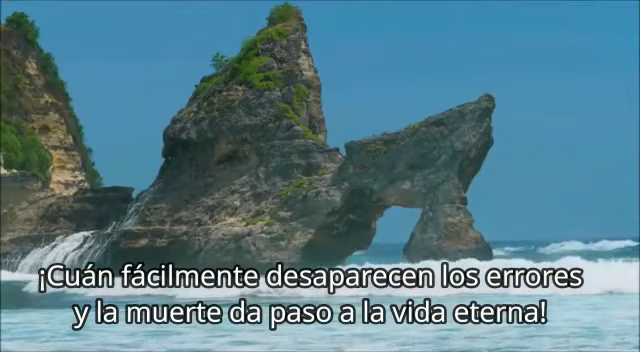 ¡Cuán fácilmente desaparecen los errores
y la muerte da paso a la vida eterna!